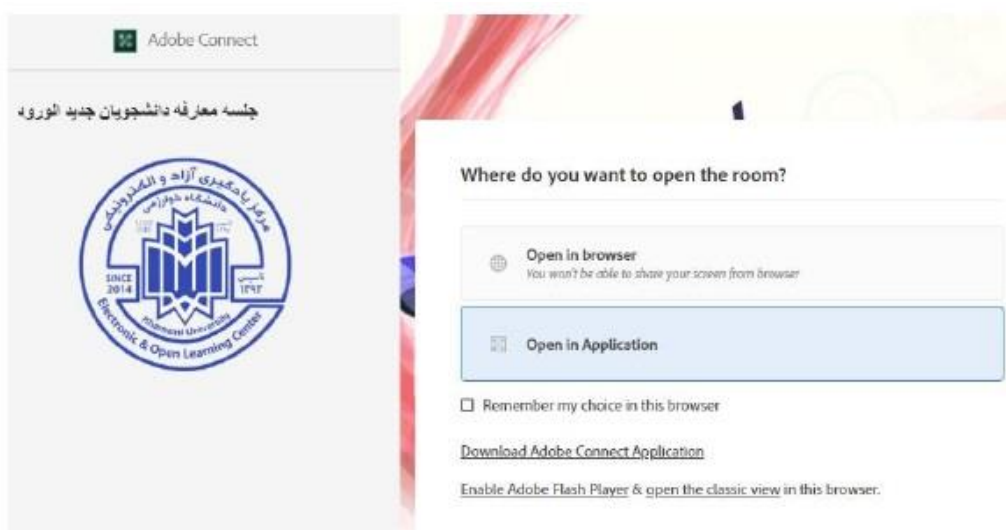 Adobe Connect
جلسه معارفه دانشجویان جدید الورود
مرکز یادگیری آزاد و الکترونیکی
دانشگاه خوارزمی
SINCE
2014
تاسیس
۱۳۹۳
Kharazmi University
Electronic & Open Learning Center
Where do you want to open the room?
Open in browser
You won't be able to share your screen from browser
Open in Application
Remember my choice in this browser
Download Adobe Connect Application
Enable Adobe Flash Player & open the classic view in this browser.